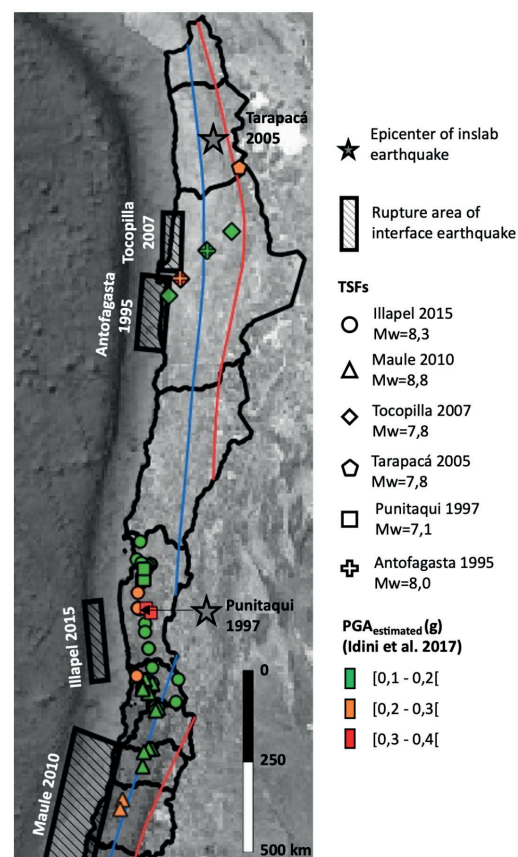 Tarapacá
2005
Tocopilla
2007
Antofagasta
1995
Punitaqui
1997
Illapel 2015
Maule 2010
0
250
500 km
Epicenter of inslab
earthquake
Rupture area of
interface earthquake
TSFs
Illapel 2015
Mw=8,3
Maule 2010
Mw=8,8
Tocopilla 2007
Mw=7,8
Tarapacá 2005
Mw=7,8
Punitaqui 1997
Mw=7,1
Antofagasta 1995
Mw=8,0
PGAestimated (g)
(Idini et al. 2017)
[0,1 - 0,2[
[0,2 - 0,3[
[0,3 - 0,4[